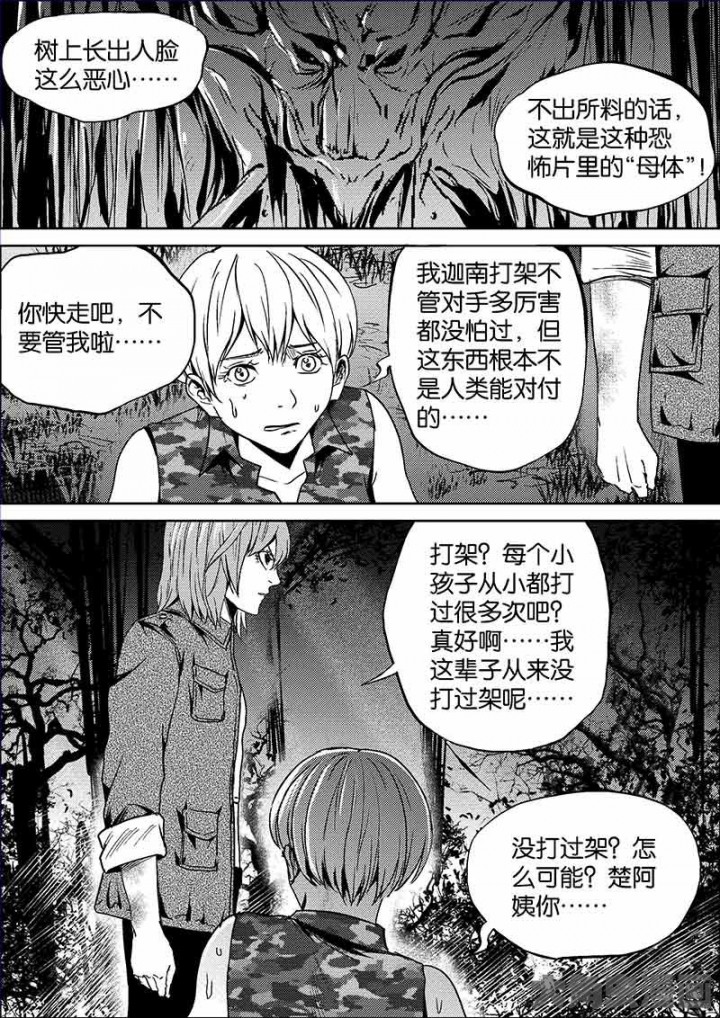 树上长出人脸
这么恶心……
不出所料的话，
这就是这种恐
怖片里的“母体”！
你快走吧，不
要管我啦……
我迦南打架不
管对手多厉害
都没怕过，但
这东西根本不
是人类能对付
的……
打架？每个小
孩子从小都打
过很多次吧？
真好啊……我
这辈子从来没
打过架呢……
没打过架？怎
么可能？楚阿
姨你……